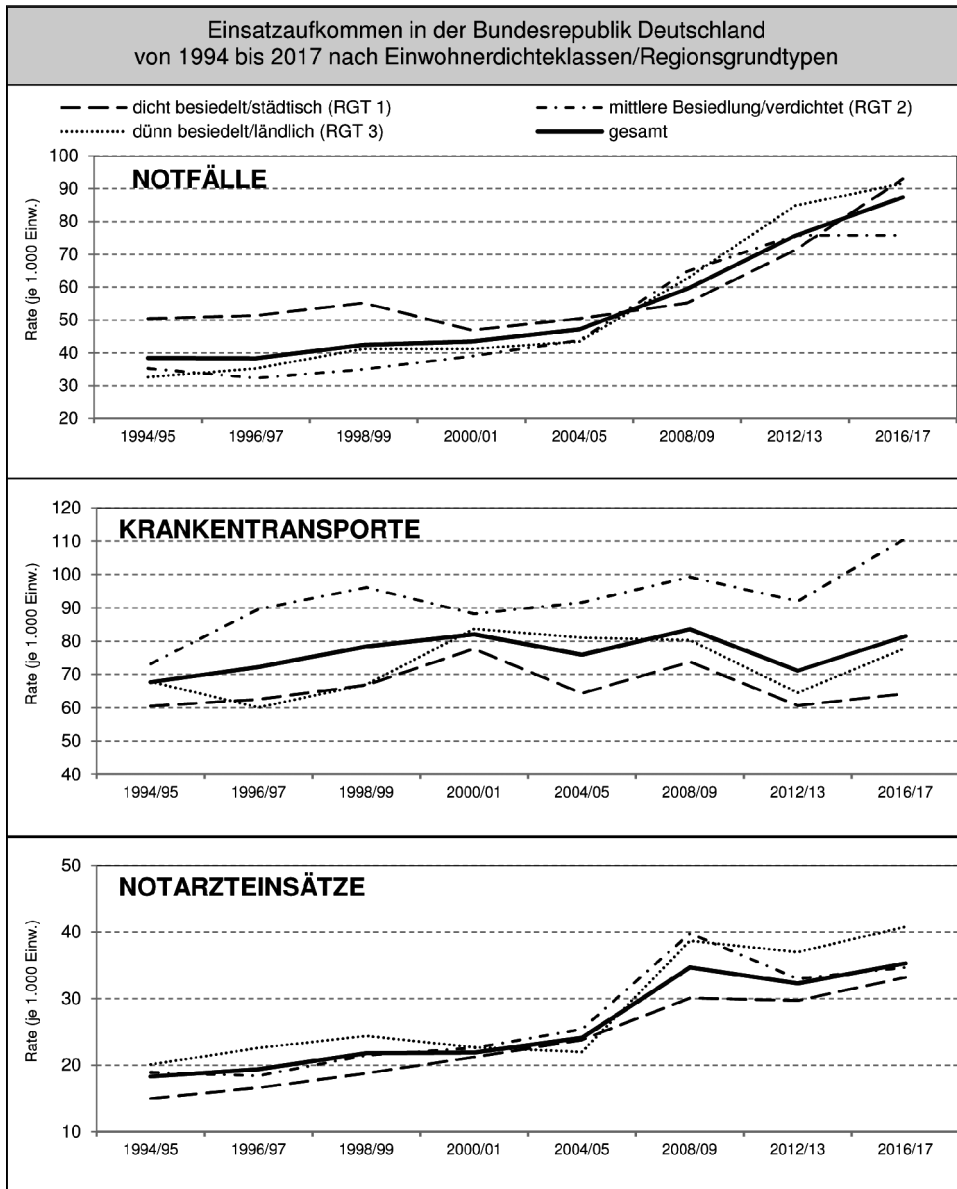 Einsatzaufkommen in der Bundesrepublik Deutschland
von 1994 bis 2017 nach Einwohnerdichteklassen/Regionsgrundtypen
dicht besiedelt/städtisch (RGT 1)
mittlere Besiedlung/verdichtet (RGT 2)
dünn besiedelt/ländlich (RGT 3)
gesamt
NOTFÄLLE
Rate (je 1.000 Einw.)
100
90
80
70
60
50
40
30
20
1994/95 1996/97 1998/99 2000/01 2004/05 2008/09 2012/13 2016/17
KRANKENTRANSPORTE
Rate (je 1.000 Einw.)
120
110
100
90
80
70
60
50
40
1994/95 1996/97 1998/99 2000/01 2004/05 2008/09 2012/13 2016/17
NOTARZTEINSÄTZE
Rate (je 1.000 Einw.)
50
40
30
20
10
1994/95 1996/97 1998/99 2000/01 2004/05 2008/09 2012/13 2016/17